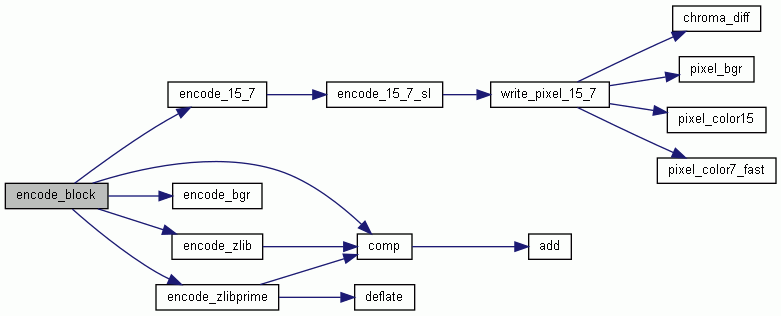 chroma_diff
pixel_bgr
encode_15_7
encode_15_7_sl
write_pixel_15_7
pixel_color15
pixel_color7_fast
encode_block
encode_bgr
encode_zlib
comp
add
encode_zlibprime
deflate